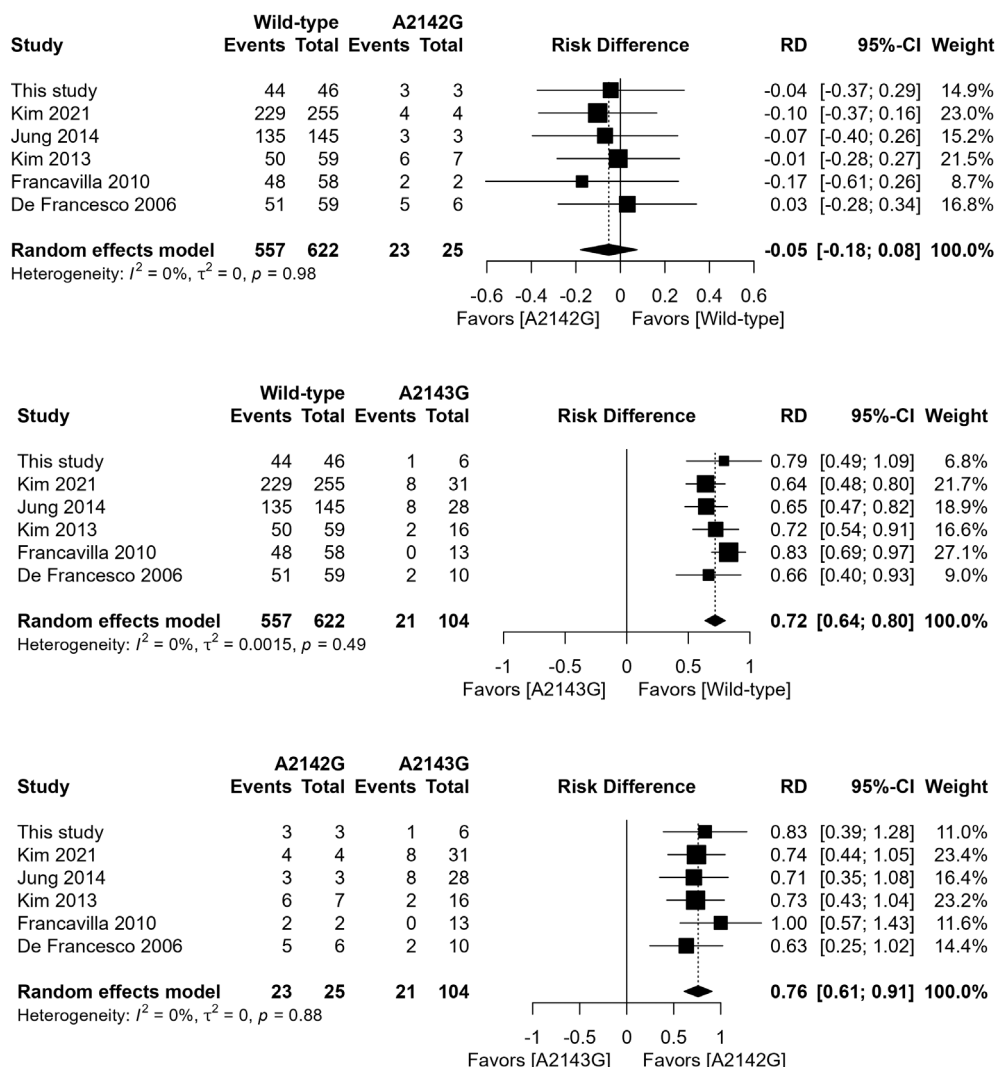 Wild-type A2142G
Study Events Total Events Total Risk Difference RD 95%-CI Weight
This study 44 46 3 3 -0.04 [-0.37; 0.29] 14.9%
Kim 2021 229 255 4 4 -0.10 [-0.37; 0.16] 23.0%
Jung 2014 135 145 3 3 -0.07 [-0.40; 0.26] 15.2%
Kim 2013 50 59 6 7 -0.01 [-0.28; 0.27] 21.5%
Francavilla 2010 48 58 2 2 -0.17 [-0.61; 0.26] 8.7%
De Francesco 2006 51 59 5 6 0.03 [-0.28; 0.34] 16.8%
Random effects model 557 622 23 25 -0.05 [-0.18; 0.08] 100.0%
Heterogeneity: I² = 0%, τ² = 0, p = 0.98
-0.6 -0.4 -0.2 0 0.2 0.4 0.6
Favors [A2142G] Favors [Wild-type]
Wild-type A2143G
Study Events Total Events Total Risk Difference RD 95%-CI Weight
This study 44 46 1 6 0.79 [0.49; 1.09] 6.8%
Kim 2021 229 255 8 31 0.64 [0.48; 0.80] 21.7%
Jung 2014 135 145 8 28 0.65 [0.47; 0.82] 18.9%
Kim 2013 50 59 2 16 0.72 [0.54; 0.91] 16.6%
Francavilla 2010 48 58 0 13 0.83 [0.69; 0.97] 27.1%
De Francesco 2006 51 59 2 10 0.66 [0.40; 0.93] 9.0%
Random effects model 557 622 21 104 0.72 [0.64; 0.80] 100.0%
Heterogeneity: I² = 0%, τ² = 0.0015, p = 0.49
-1 -0.5 0 0.5 1
Favors [A2143G] Favors [Wild-type]
A2142G A2143G
Study Events Total Events Total Risk Difference RD 95%-CI Weight
This study 3 3 1 6 0.83 [0.39; 1.28] 11.0%
Kim 2021 4 4 8 31 0.74 [0.44; 1.05] 23.4%
Jung 2014 3 3 8 28 0.71 [0.35; 1.08] 16.4%
Kim 2013 6 7 2 16 0.73 [0.43; 1.04] 23.2%
Francavilla 2010 2 2 0 13 1.00 [0.57; 1.43] 11.6%
De Francesco 2006 5 6 2 10 0.63 [0.25; 1.02] 14.4%
Random effects model 23 25 21 104 0.76 [0.61; 0.91] 100.0%
Heterogeneity: I² = 0%, τ² = 0, p = 0.88
-1 -0.5 0 0.5 1
Favors [A2143G] Favors [A2142G]